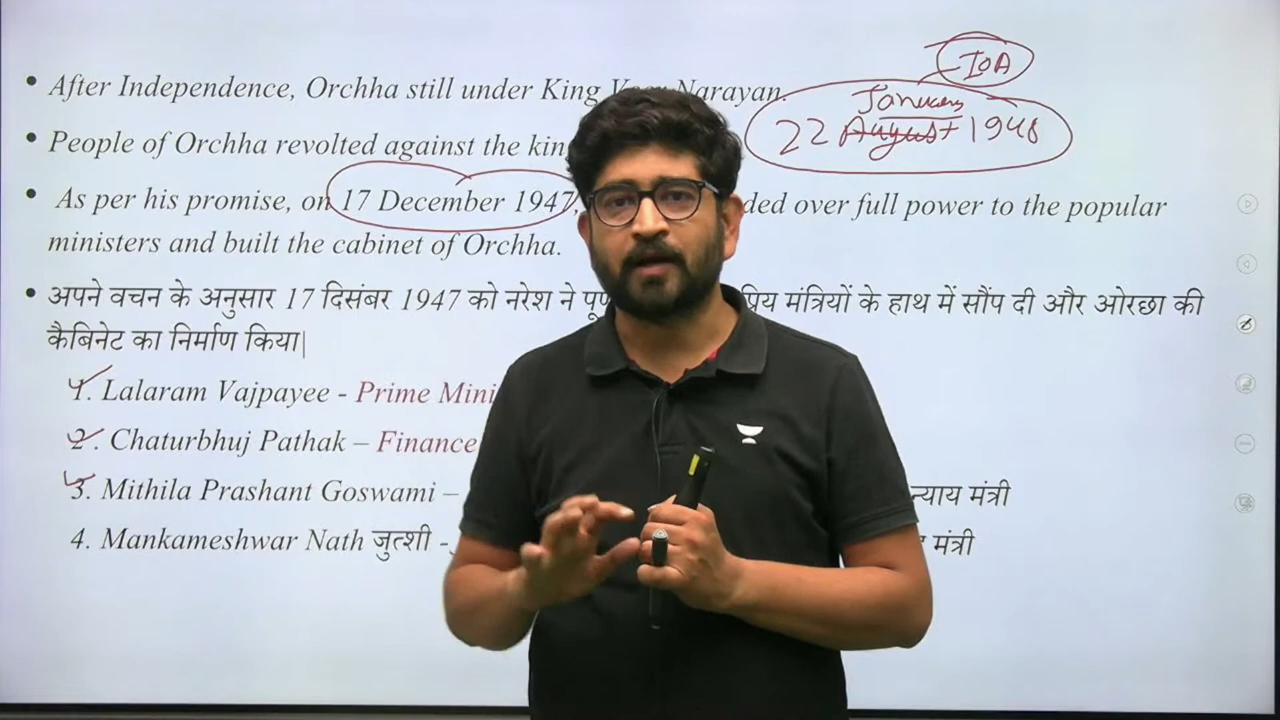 IOA
• After Independence, Orchha still under King Narayan.
January
22 August 1948
• People of Orchha revolted against the
• As per his promise, on 17 December 1947, over full power to the popular
ministers and built the cabinet of Orchha.
• अपने वचन के अनुसार 17 दिसंबर 1947 को नरेश ने मंत्रियों के हाथ में सौंप दी और ओरछा की
कैबिनेट का निर्माण किया|
1. Lalaram Vajpayee - Prime
2. Chaturbhuj Pathak – Finance
3. Mithila Prashant Goswami – न्याय मंत्री
4. Mankameshwar Nath जुत्शी - मंत्री